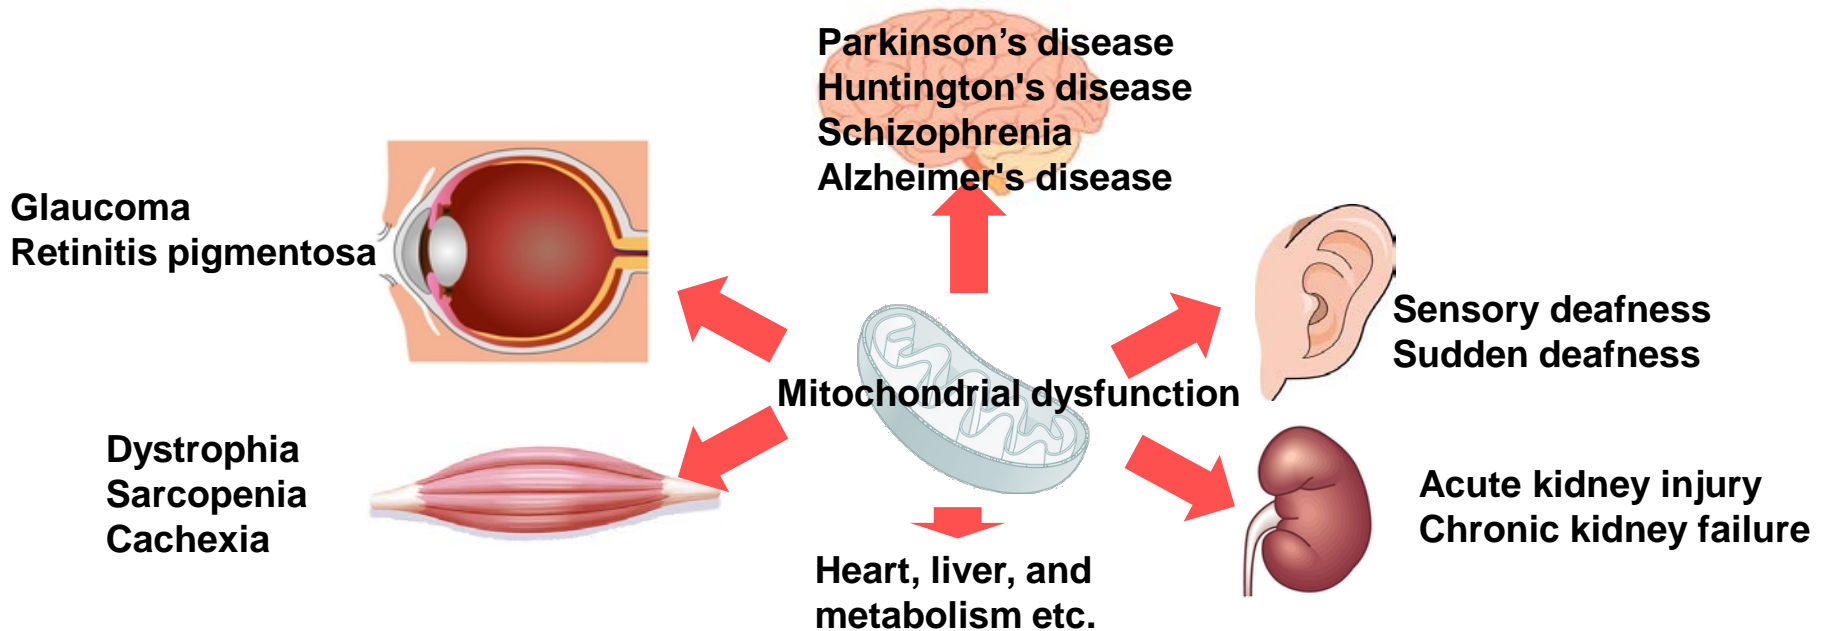 Parkinson’s disease
Huntington's disease
Schizophrenia
Alzheimer's disease
Glaucoma
Retinitis pigmentosa
Sensory deafness
Sudden deafness
Mitochondrial dysfunction
Dystrophia
Sarcopenia
Cachexia
Acute kidney injury
Chronic kidney failure
Heart, liver, and
metabolism etc.